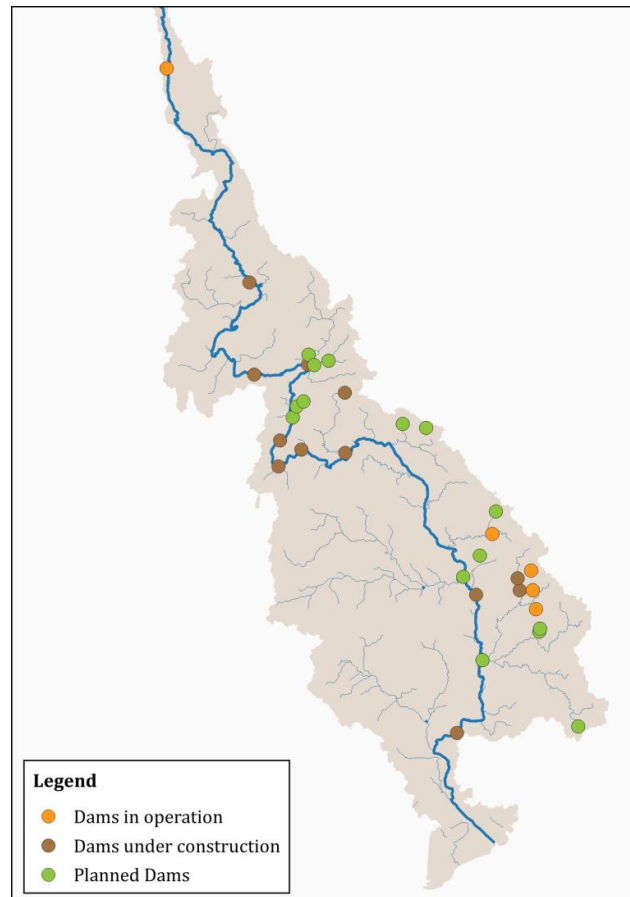 Legend
Dams in operation
Dams under construction
Planned Dams